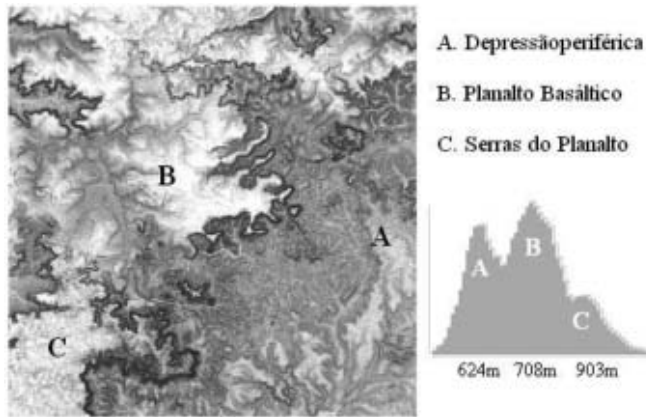 A. Depressãoperiférica
B. Planalto Basáltico
C. Serras do Planalto
B
A
C
A
B
C
624m 708m 903m